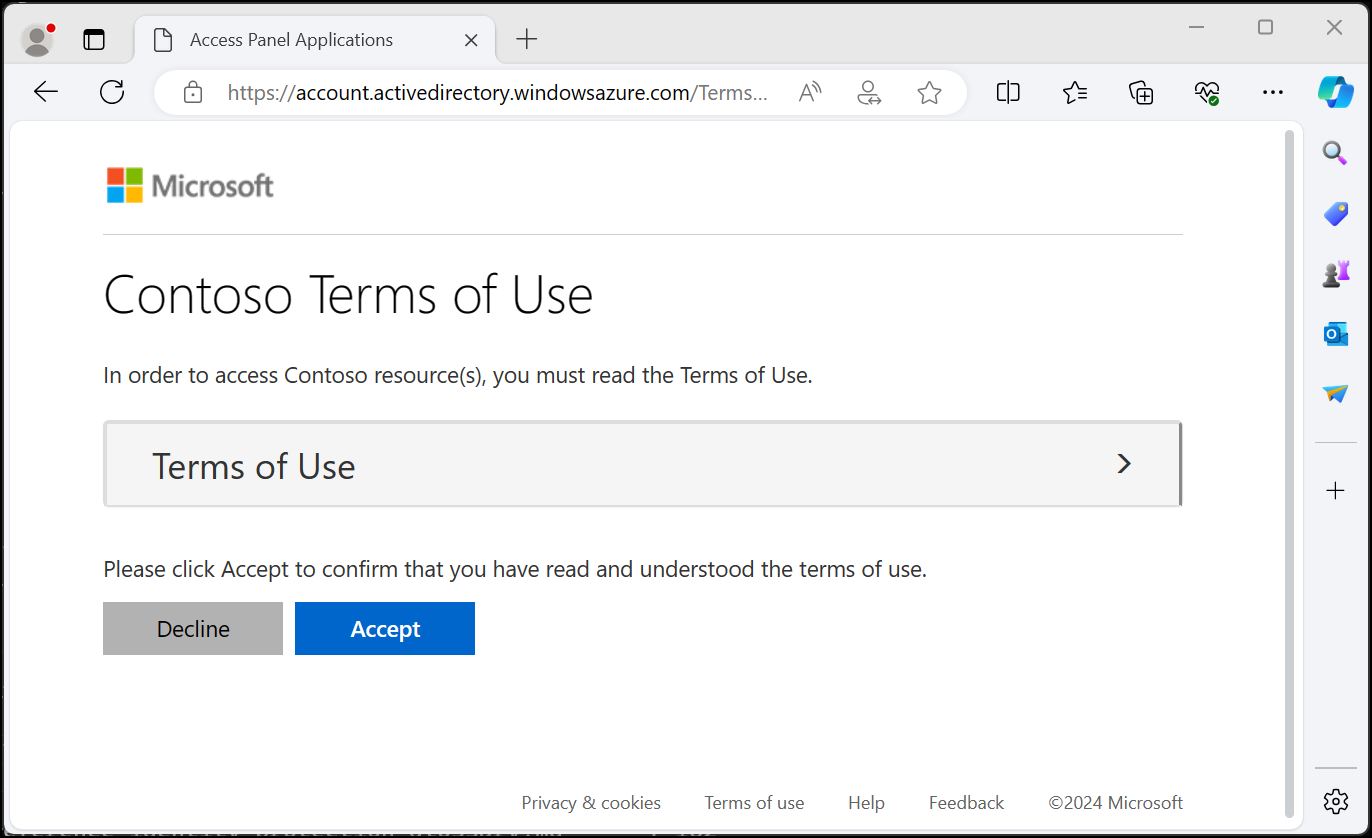 Access Panel Applications
https://account.activedirectory.windowsazure.com/Terms...
Microsoft
Contoso Terms of Use
In order to access Contoso resource(s), you must read the Terms of Use.
Terms of Use
Please click Accept to confirm that you have read and understood the terms of use.
Decline Accept
Privacy & cookies Terms of use Help Feedback ©2024 Microsoft